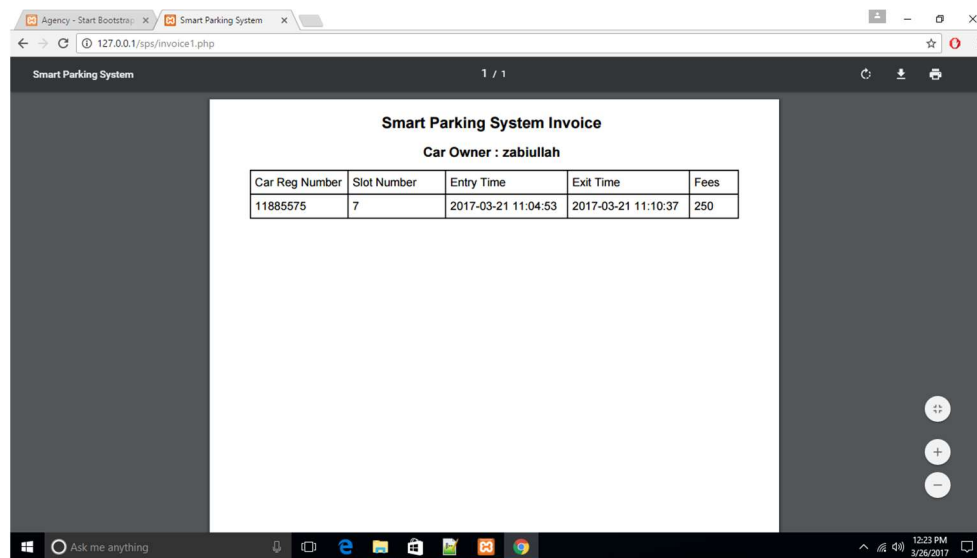 Agency - Start Bootstrap
Smart Parking System
127.0.0.1/sps/invoice1.php
Smart Parking System
1 / 1
Smart Parking System Invoice
Car Owner : zabiullah
Car Reg Number Slot Number Entry Time Exit Time Fees
11885575 7 2017-03-21 11:04:53 2017-03-21 11:10:37 250
Ask me anything
12:23 PM
3/26/2017